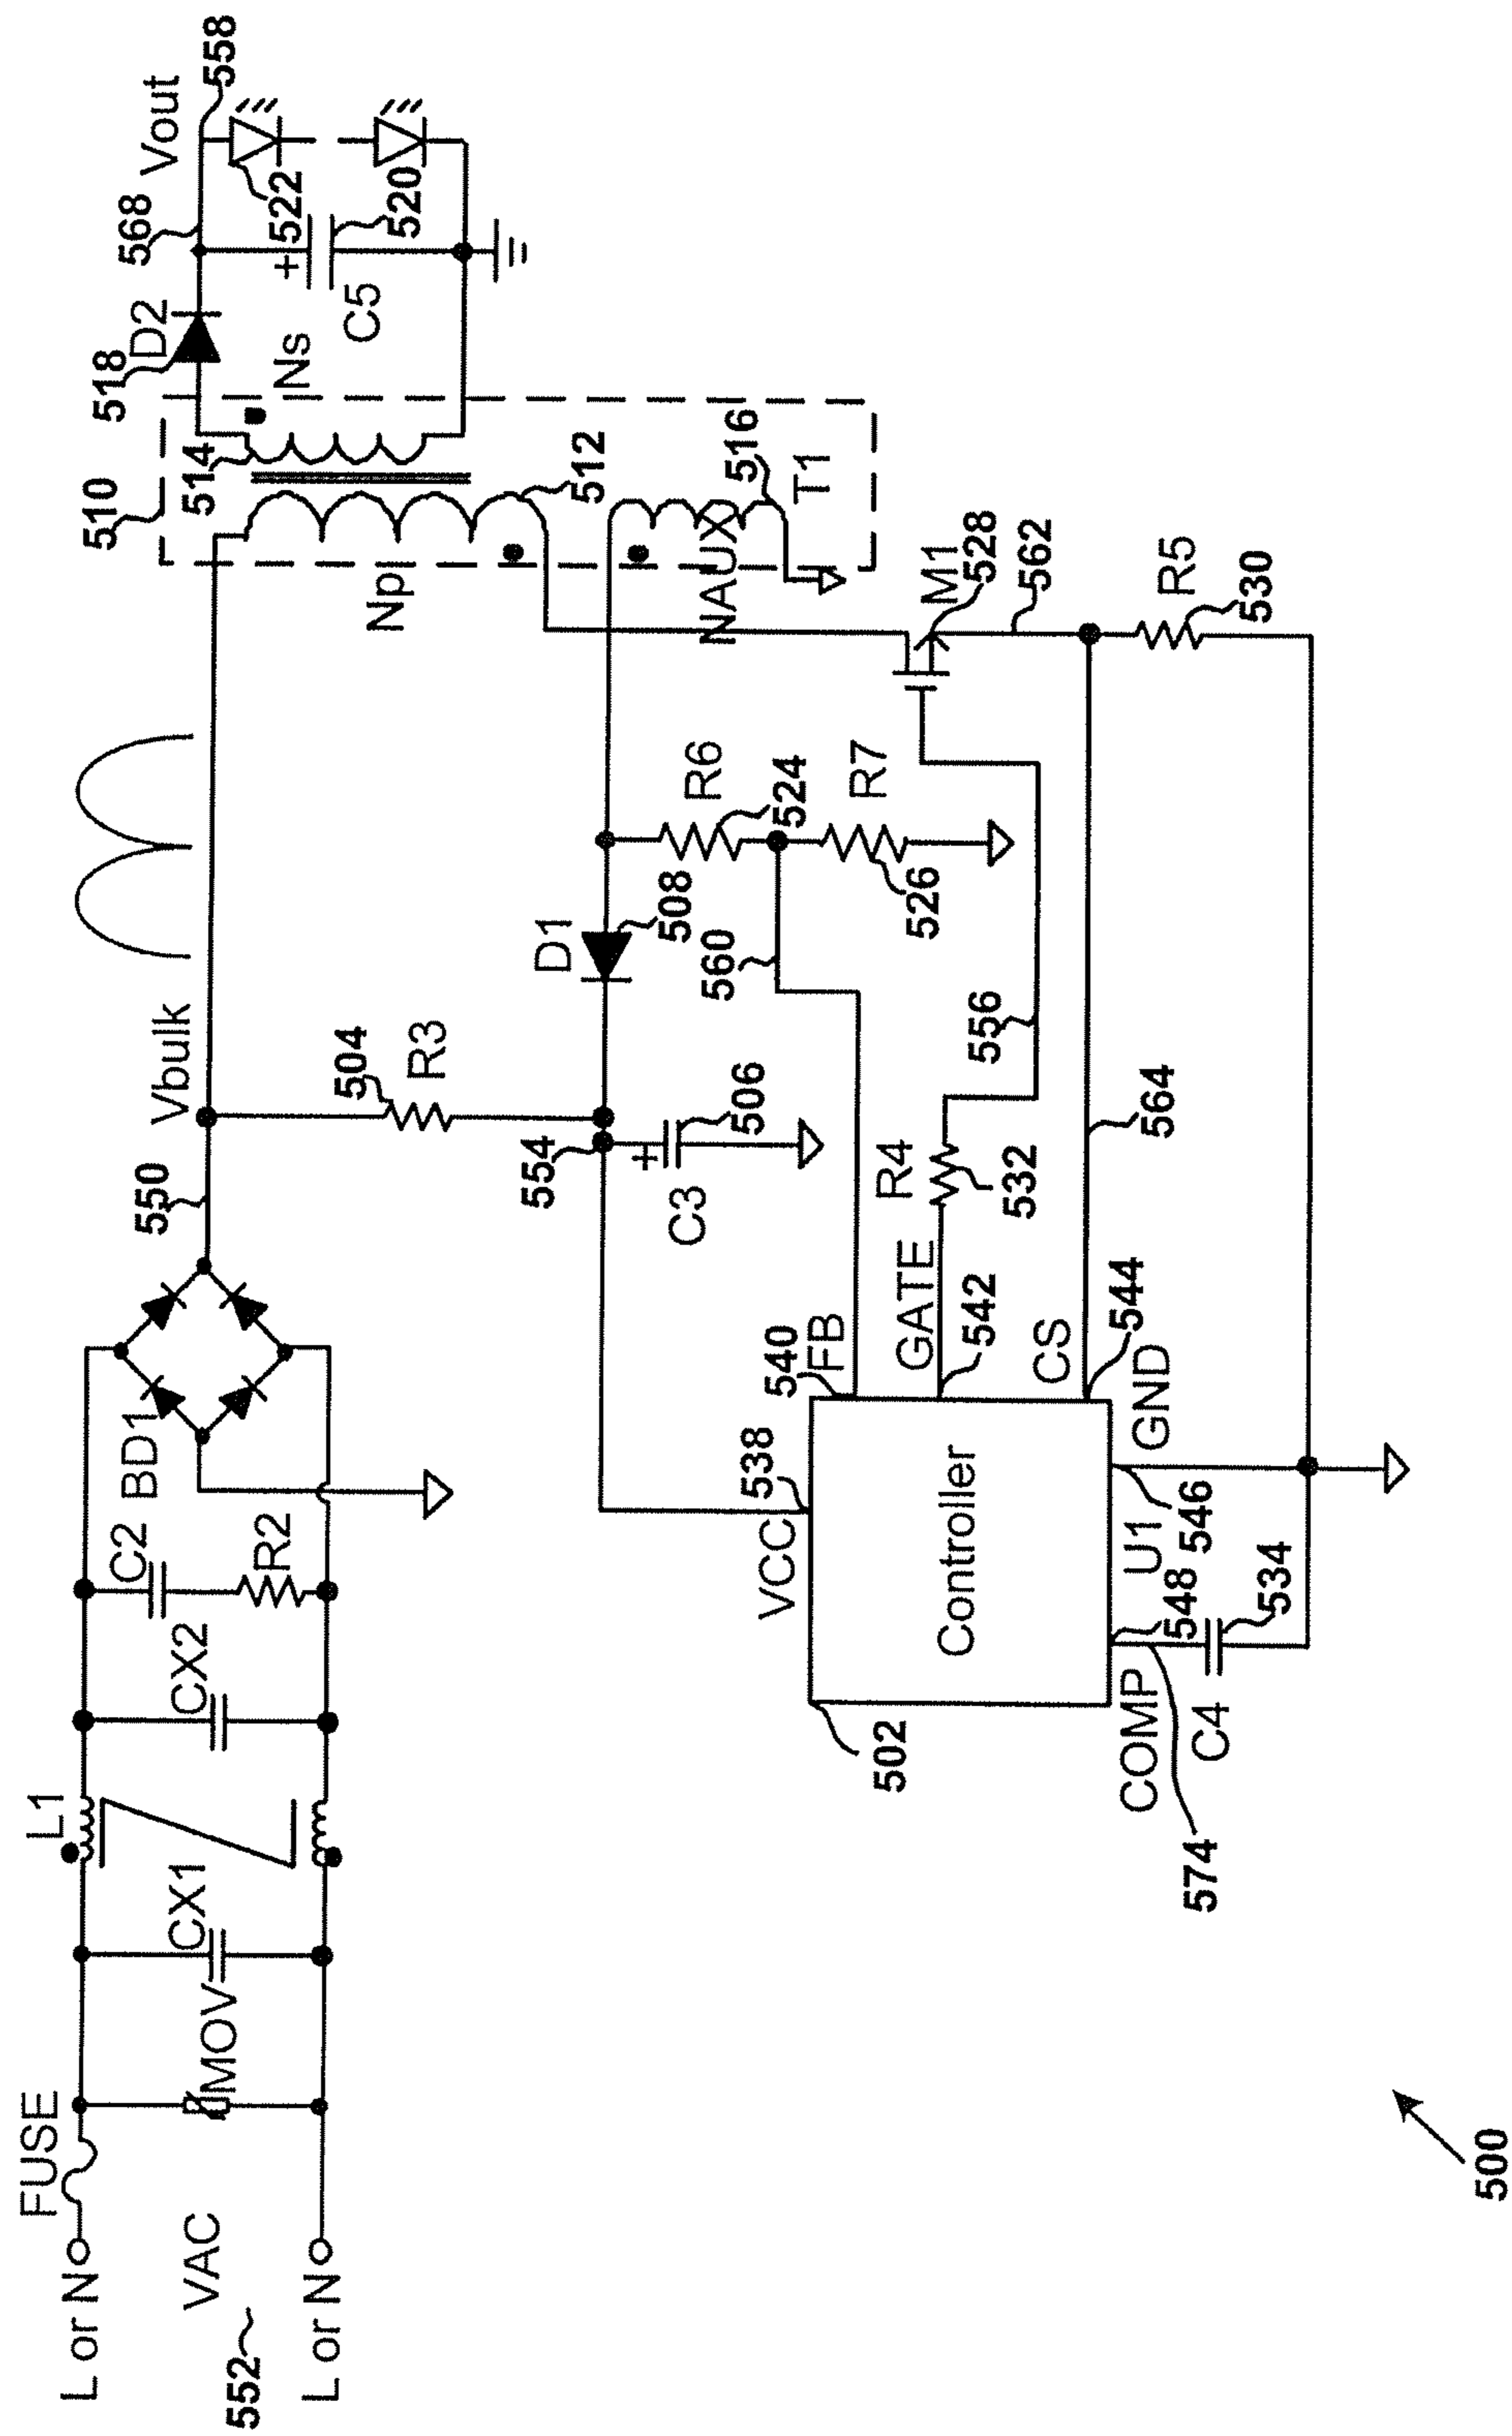 L or N
FUSE
VAC
552
L or N
MOV
CX1
L1
CX2
C2
R2
BD1
550
Vbulk
504
R3
554
C3
506
D1
508
R6
524
R7
526
560
510
514
518
D2
Ns
568
Vout
558
522
520
C5
Np
512
NAUX
516
T1
M1
528
562
R5
530
556
R4
532
564
540
FB
GATE
542
CS
544
GND
538
VCC
Controller
U1
546
548
534
502
COMP
C4
574
500
+
+